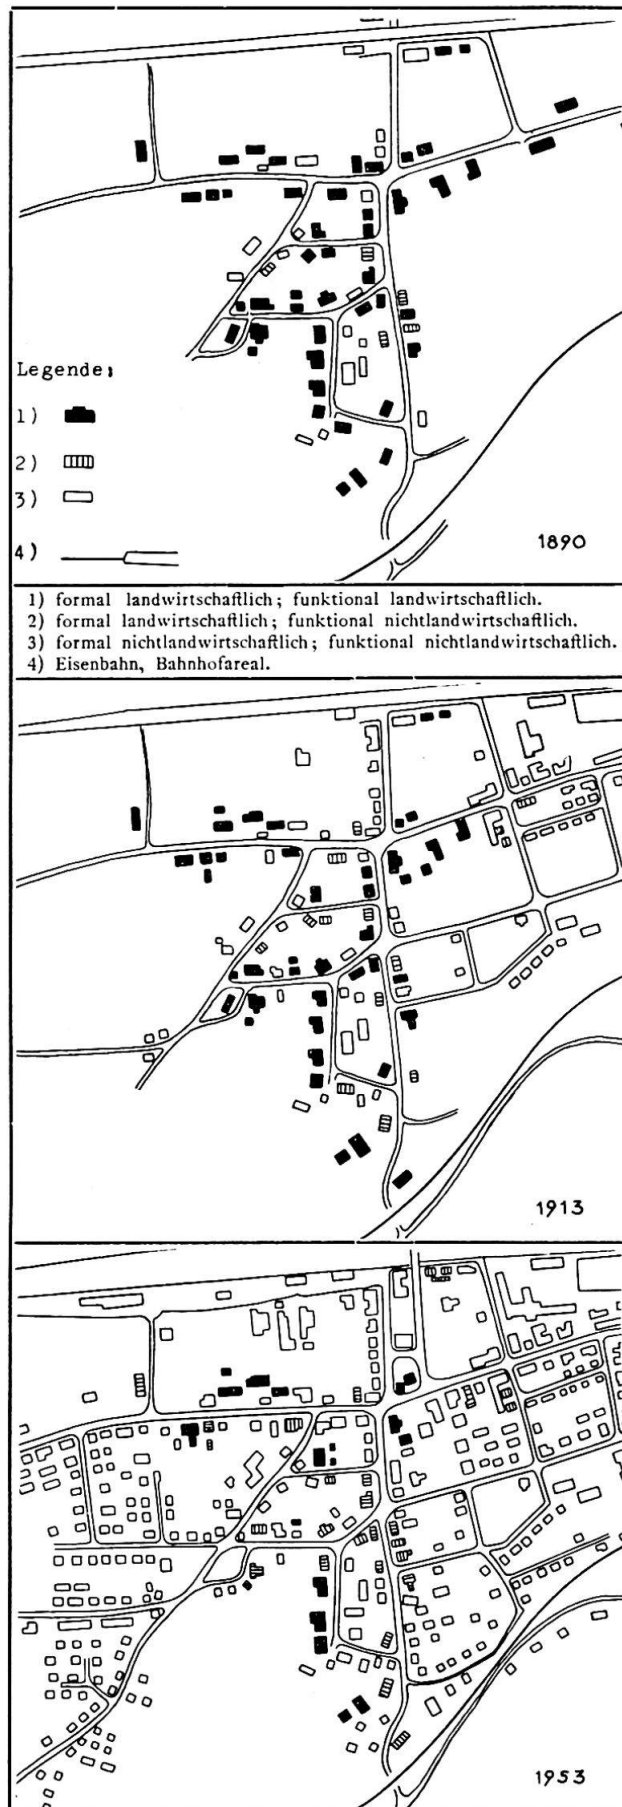 Legende:
1)
2)
3)
4)
1890
1) formal landwirtschaftlich; funktional landwirtschaftlich.
2) formal landwirtschaftlich; funktional nichtlandwirtschaftlich.
3) formal nichtlandwirtschaftlich; funktional nichtlandwirtschaftlich.
4) Eisenbahn, Bahnhofareal.
1913
1953